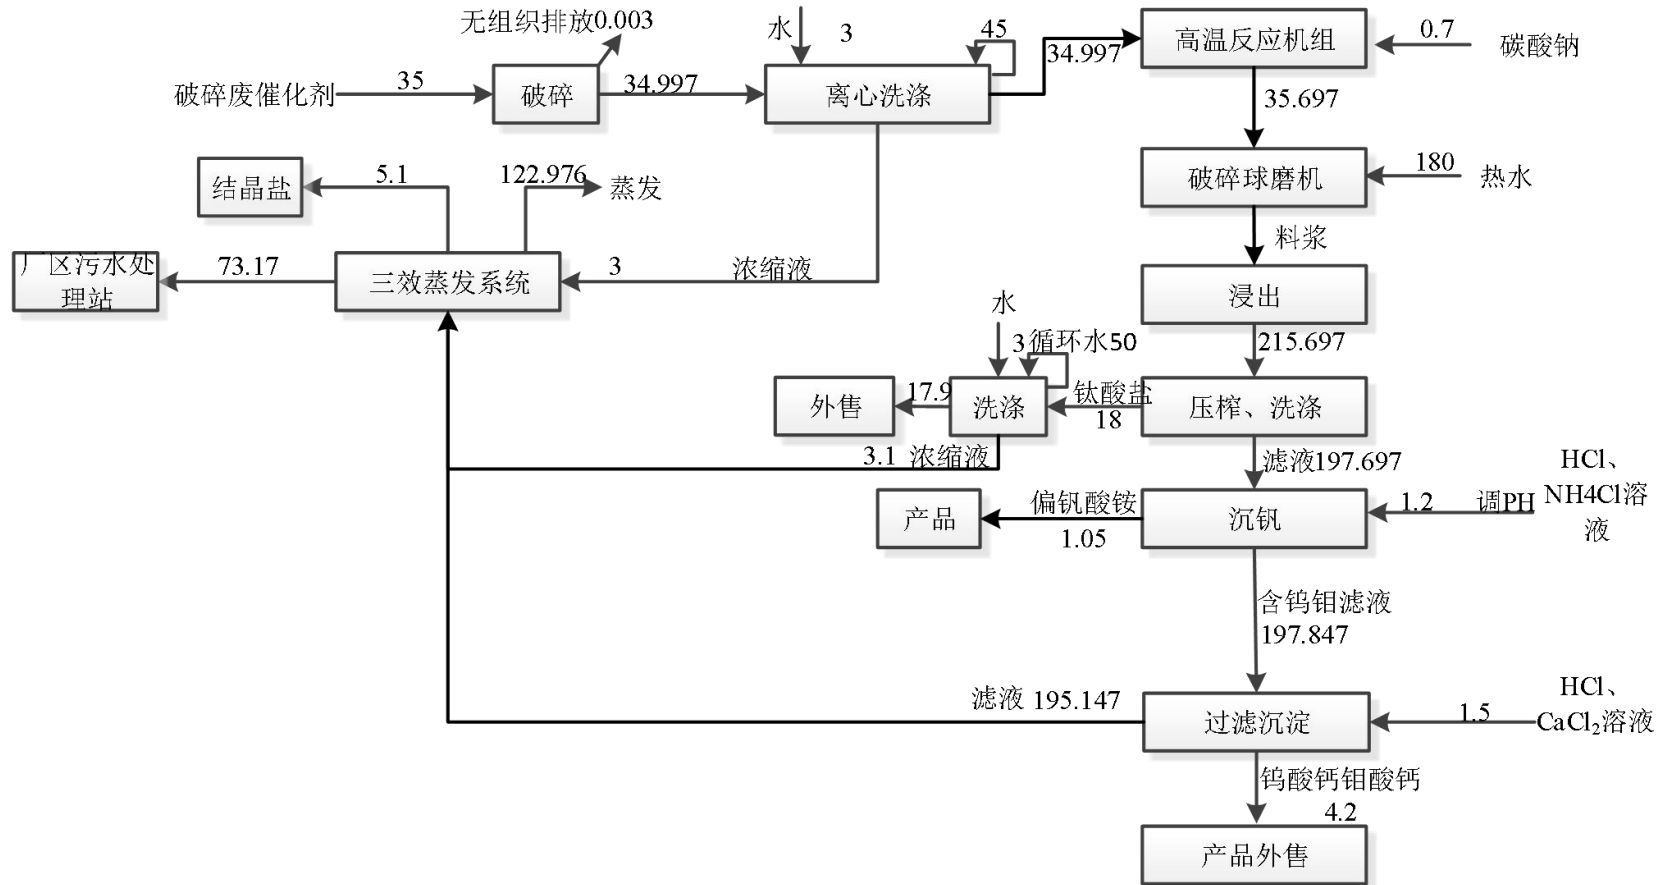 无组织排放0.003
水
3
45
高温反应机组
0.7
碳酸钠
34.997
破碎废催化剂
35
破碎
34.997
离心洗涤
35.697
结晶盐
5.1
122.976
蒸发
破碎球磨机
180
热水
料浆
厂区污水处
理站
73.17
三效蒸发系统
3
浓缩液
浸出
水
3
循环水50
215.697
外售
17.9
洗涤
钛酸盐
18
压榨、洗涤
3.1
浓缩液
滤液197.697
HCl、
NH4Cl溶
液
产品
偏钒酸铵
1.05
沉钒
1.2
调PH
含钨钼滤液
197.847
滤液 195.147
过滤沉淀
1.5
HCl、
CaCl₂溶液
钨酸钙钼酸钙
4.2
产品外售